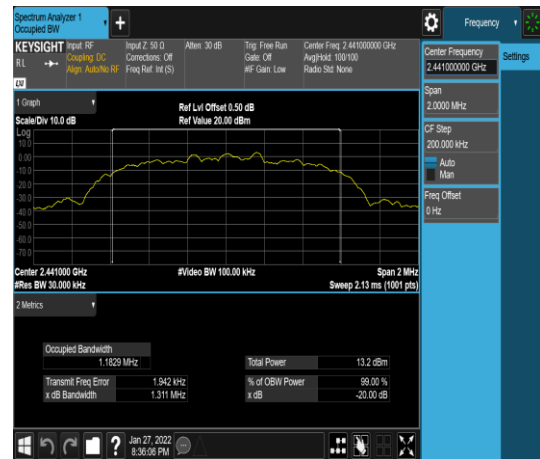 Spectrum Analyzer 1
Occupied BW
+
Frequency
KEYSIGHT
Input: RF
Coupling: DC
Align: Auto/No RF
Input Z: 50 Ω
Corrections: Off
Freq Ref: Int (S)
Atten: 30 dB
Trig: Free Run
Gate: Off
#IF Gain: Low
Center Freq: 2.441000000 GHz
Avg|Hold: 100/100
Radio Std: None
RL
LXI
Center Frequency
2.441000000 GHz
Settings
Span
2.0000 MHz
CF Step
200.000 kHz
Auto
Man
Freq Offset
0 Hz
1 Graph
Scale/Div 10.0 dB
Ref Lvl Offset 0.50 dB
Ref Value 20.00 dBm
Log
10.0
0.00
-10.0
-20.0
-30.0
-40.0
-50.0
-60.0
-70.0
Center 2.441000 GHz
#Res BW 30.000 kHz
#Video BW 100.00 kHz
Span 2 MHz
Sweep 2.13 ms (1001 pts)
2 Metrics
Occupied Bandwidth
1.1829 MHz
Total Power 13.2 dBm
Transmit Freq Error 1.942 kHz
% of OBW Power 99.00 %
x dB Bandwidth 1.311 MHz
x dB -20.00 dB
?
Jan 27, 2022
8:36:06 PM